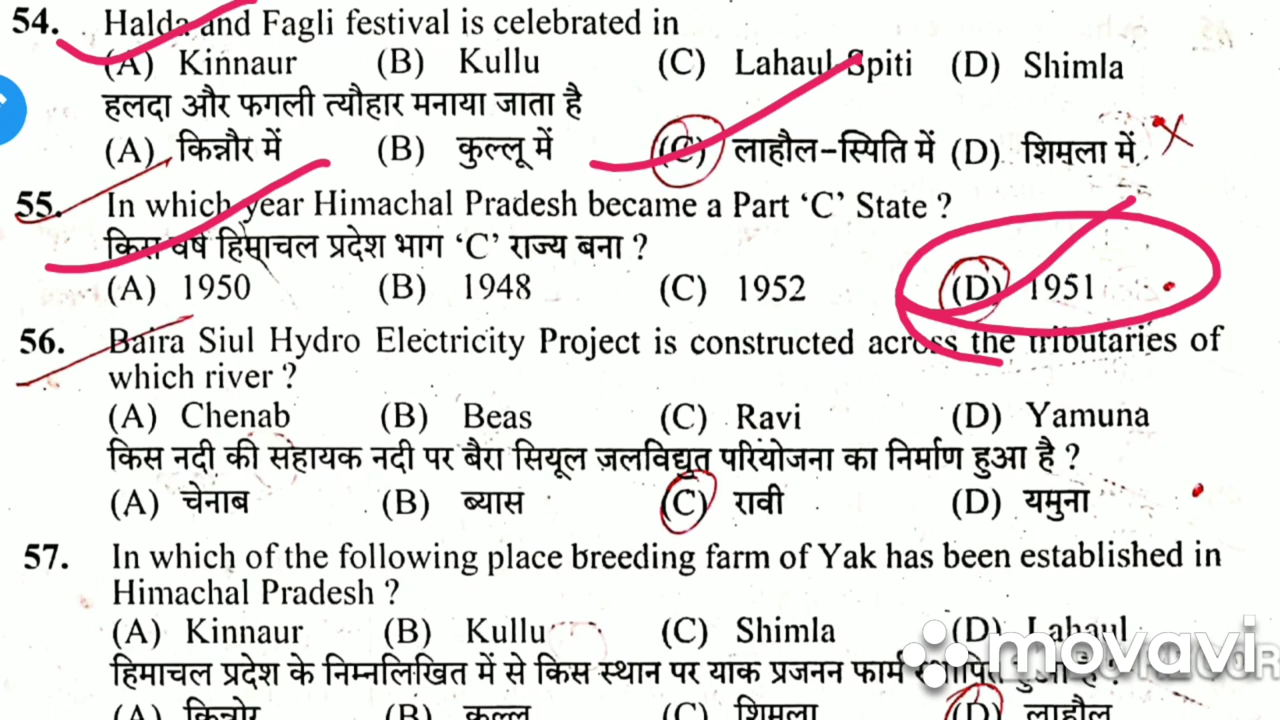 54. Halda and Fagli festival is celebrated in
(A) Kinnaur (B) Kullu (C) Lahaul-Spiti (D) Shimla
हलदा और फगली त्यौहार मनाया जाता है
(A) किन्नौर में (B) कुल्लू में (C) लाहौल-स्पिति में (D) शिमला में
55. In which year Himachal Pradesh became a Part ‘C’ State ?
किस वर्ष हिमाचल प्रदेश भाग ‘C’ राज्य बना ?
(A) 1950 (B) 1948 (C) 1952 (D) 1951
56. Baira Siul Hydro Electricity Project is constructed across the tributaries of
which river ?
(A) Chenab (B) Beas (C) Ravi (D) Yamuna
किस नदी की सहायक नदी पर बैरा सियूल ज़लविद्युत परियोजना का निर्माण हुआ है ?
(A) चेनाब (B) ब्यास (C) रावी (D) यमुना
57. In which of the following place breeding farm of Yak has been established in
Himachal Pradesh ?
(A) Kinnaur (B) Kullu (C) Shimla (D) Lahaul
movavi
हिमाचल प्रदेश के निम्नलिखित में से किस स्थान पर याक प्रजनन फार्म स्थापित हुआ है ?
(A) किन्नौर (B) कुल्लू (C) शिमला (D) लाहौल